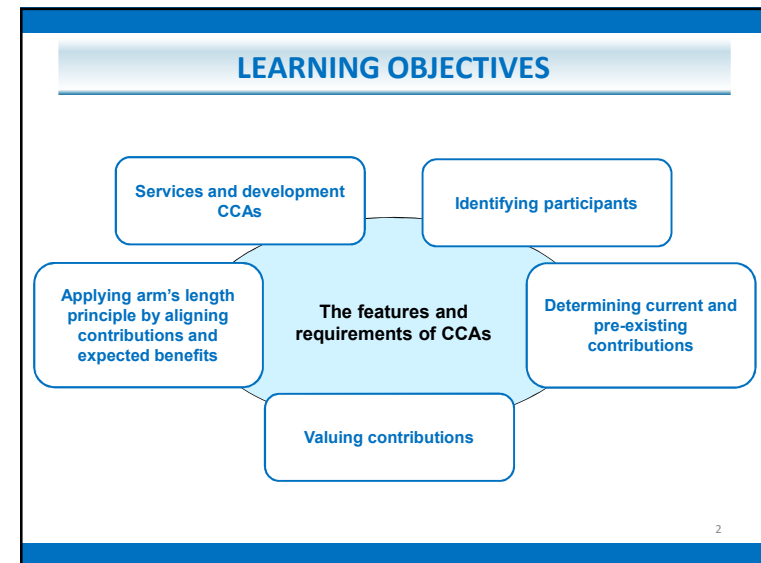 LEARNING OBJECTIVES
Services and development
CCAs
Identifying participants
Applying arm's length
principle by aligning
contributions and
expected benefits
The features and
requirements of CCAs
Determining current and
pre-existing
contributions
Valuing contributions
2